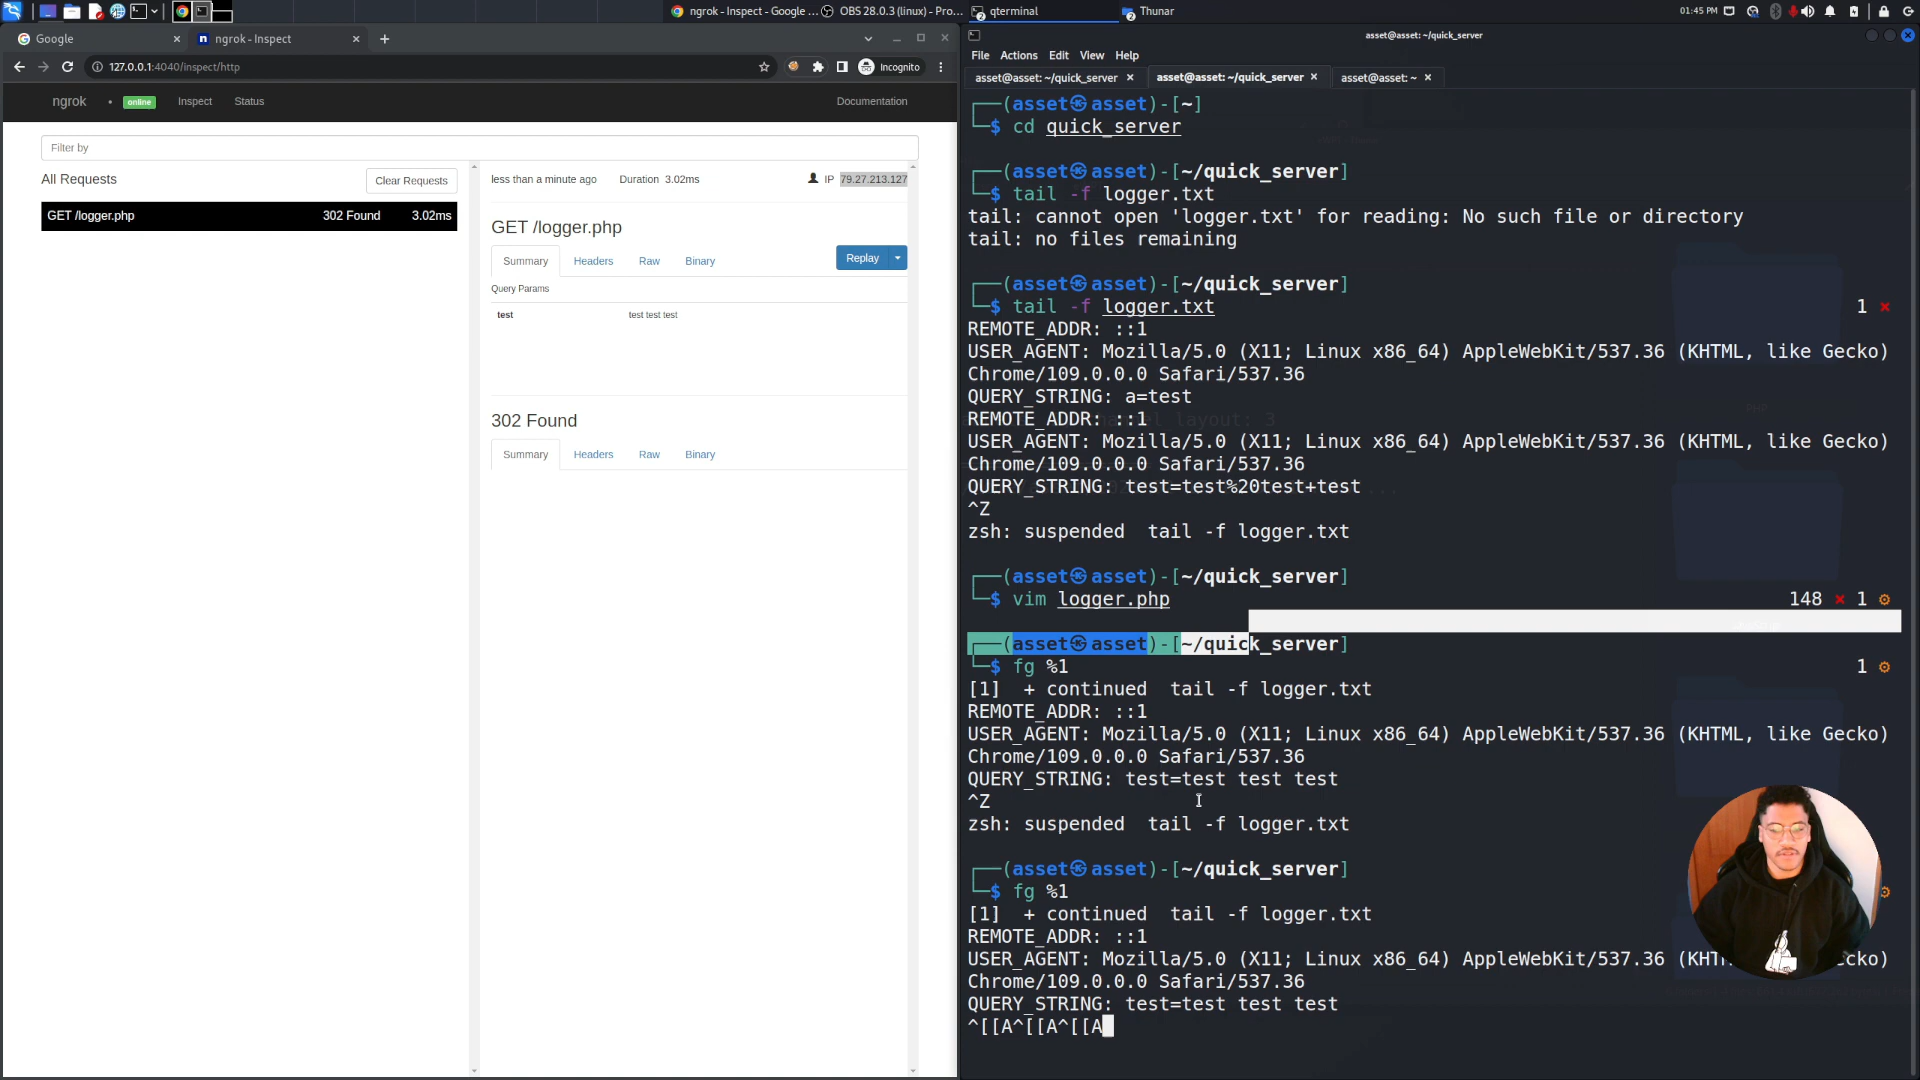 ngrok - Inspect - Google ...
OBS 28.0.3 (linux) - Pro...
qterminal
2
Thunar
2
01:45 PM
Google
ngrok - Inspect
127.0.0.1:4040/inspect/http
Incognito
ngrok
online
Inspect
Status
Documentation
Filter by
All Requests
Clear Requests
GET /logger.php 302 Found 3.02ms
less than a minute ago Duration 3.02ms IP 79.27.213.127
GET /logger.php
Summary Headers Raw Binary
Replay
Query Params
test test test test
302 Found
Summary Headers Raw Binary
asset@asset: ~/quick_server
File Actions Edit View Help
asset@asset: ~/quick_server × asset@asset: ~/quick_server × asset@asset: ~ ×
┌──(asset㉿asset)-[~]
└─$ cd quick_server
┌──(asset㉿asset)-[~/quick_server]
└─$ tail -f logger.txt
tail: cannot open 'logger.txt' for reading: No such file or directory
tail: no files remaining
┌──(asset㉿asset)-[~/quick_server]
└─$ tail -f logger.txt 1 ×
REMOTE_ADDR: ::1
USER_AGENT: Mozilla/5.0 (X11; Linux x86_64) AppleWebKit/537.36 (KHTML, like Gecko)
Chrome/109.0.0.0 Safari/537.36
QUERY_STRING: a=test
REMOTE_ADDR: ::1
USER_AGENT: Mozilla/5.0 (X11; Linux x86_64) AppleWebKit/537.36 (KHTML, like Gecko)
Chrome/109.0.0.0 Safari/537.36
QUERY_STRING: test=test%20test+test
^Z
zsh: suspended  tail -f logger.txt
┌──(asset㉿asset)-[~/quick_server]
└─$ vim logger.php 148 × 1 ⚙
┌──(asset㉿asset)-[~/quick_server]
└─$ fg %1 1 ⚙
[1]  + continued  tail -f logger.txt
REMOTE_ADDR: ::1
USER_AGENT: Mozilla/5.0 (X11; Linux x86_64) AppleWebKit/537.36 (KHTML, like Gecko)
Chrome/109.0.0.0 Safari/537.36
QUERY_STRING: test=test test test
^Z
zsh: suspended  tail -f logger.txt
┌──(asset㉿asset)-[~/quick_server]
└─$ fg %1 ⚙
[1]  + continued  tail -f logger.txt
REMOTE_ADDR: ::1
USER_AGENT: Mozilla/5.0 (X11; Linux x86_64) AppleWebKit/537.36 (KHT cko)
Chrome/109.0.0.0 Safari/537.36
QUERY_STRING: test=test test test
^[[A^[[A^[[A